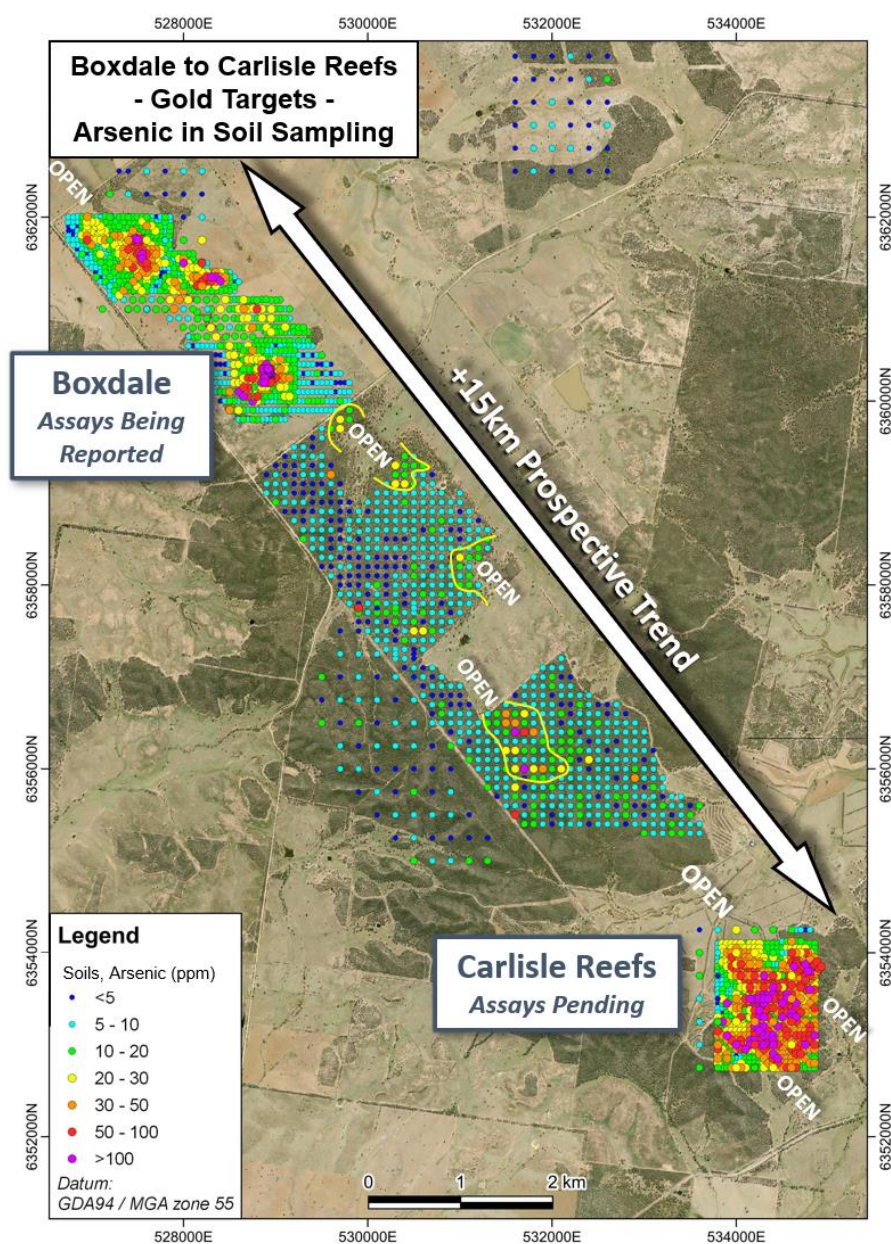 528000E 530000E 532000E 534000E
Boxdale to Carlisle Reefs
- Gold Targets -
Arsenic in Soil Sampling
OPEN
6362000N
6362000N
+15km Prospective Trend
Boxdale
Assays Being
Reported
6360000N
6360000N
OPEN
6358000N
6358000N
OPEN
OPEN
6356000N
6356000N
OPEN
Carlisle Reefs
Assays Pending
6354000N
6354000N
OPEN
OPEN
6352000N
6352000N
Legend
Soils, Arsenic (ppm)
<5
5 - 10
10 - 20
20 - 30
30 - 50
50 - 100
>100
Datum:
GDA94 / MGA zone 55
0 1 2 km
528000E 530000E 532000E 534000E